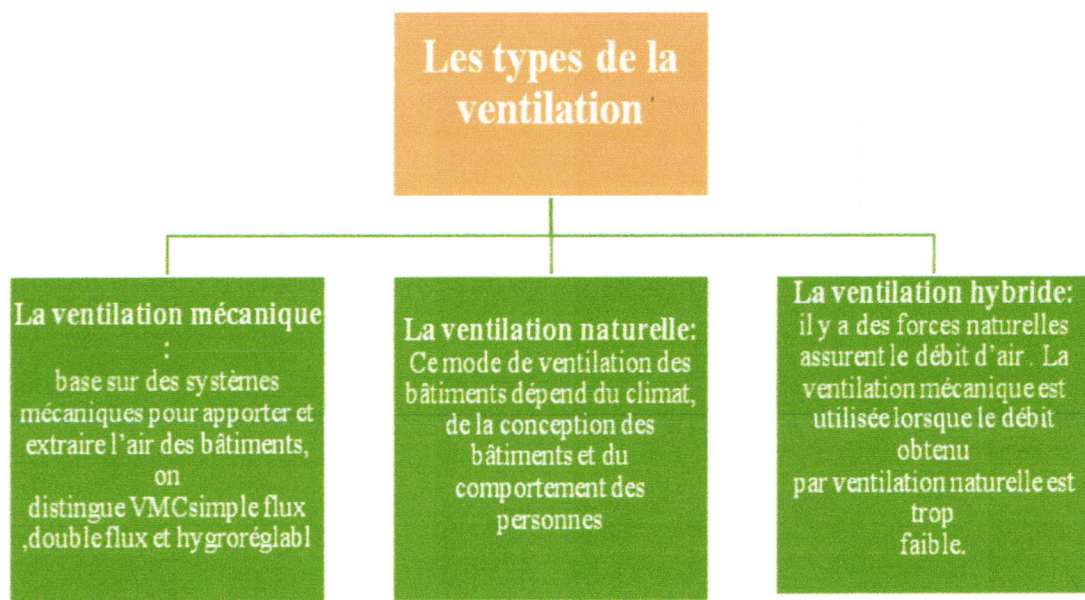 Les types de la
ventilation
La ventilation mécanique
:
base sur des systèmes
mécaniques pour apporter et
extraire l'air des bâtiments,
on
distingue VMC simple flux
,double flux et hygroréglabl
La ventilation naturelle:
Ce mode de ventilation des
bâtiments dépend du climat,
de la conception des
bâtiments et du
comportement des
personnes
La ventilation hybride:
il y a des forces naturelles
assurent le débit d'air . La
ventilation mécanique est
utilisée lorsque le débit
obtenu
par ventilation naturelle est
trop
faible.